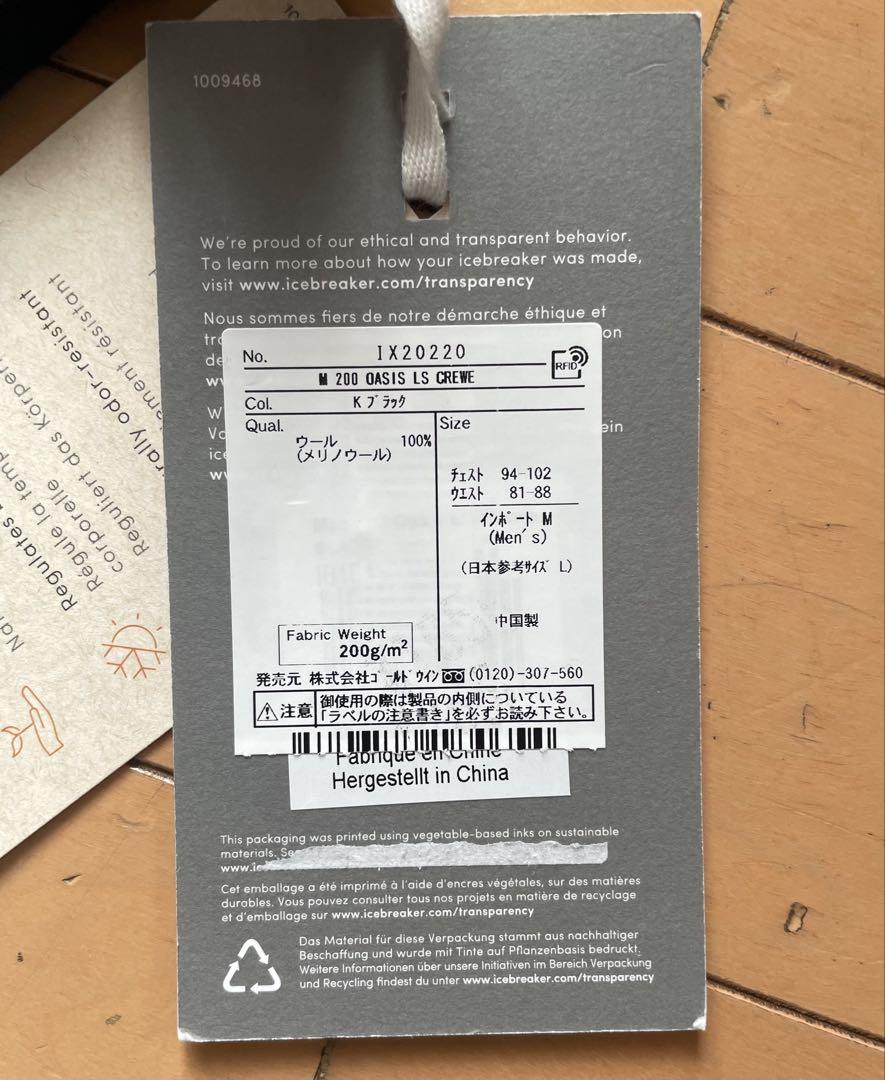 1009468
We're proud of our ethical and transparent behavior.
To learn more about how your icebreaker was made,
visit www.icebreaker.com/transparency
Nous sommes fiers de notre démarche éthique et
No. IX20220
RFID
M 200 OASIS LS CREWE
Col. K ブラック
Qual.
ウール 100%
(メリノウール)
Size
チェスト 94-102
ウエスト 81-88
インポート M
(Men's)
(日本参考サイズ L)
中国製
Fabric Weight
200g/m²
発売元 株式会社ゴールドウイン (0120)-307-560
注意
御使用の際は製品の内側についている
「ラベルの注意書き」を必ずお読み下さい。
Fabriqué en Chine
Hergestellt in China
This packaging was printed using vegetable-based inks on sustainable
materials.
Cet emballage a été imprimé à l'aide d'encres végétales, sur des matières
durables. Vous pouvez consulter tous nos projets en matière de recyclage
et d'emballage sur www.icebreaker.com/transparency
Das Material für diese Verpackung stammt aus nachhaltiger
Beschaffung und wurde mit Tinte auf Pflanzenbasis bedruckt.
Weitere Informationen über unsere Initiativen im Bereich Verpackung
und Recycling findest du unter www.icebreaker.com/transparency
odor-resistant
resistant
Regulates
Régule la
corporelle
Reguliert das